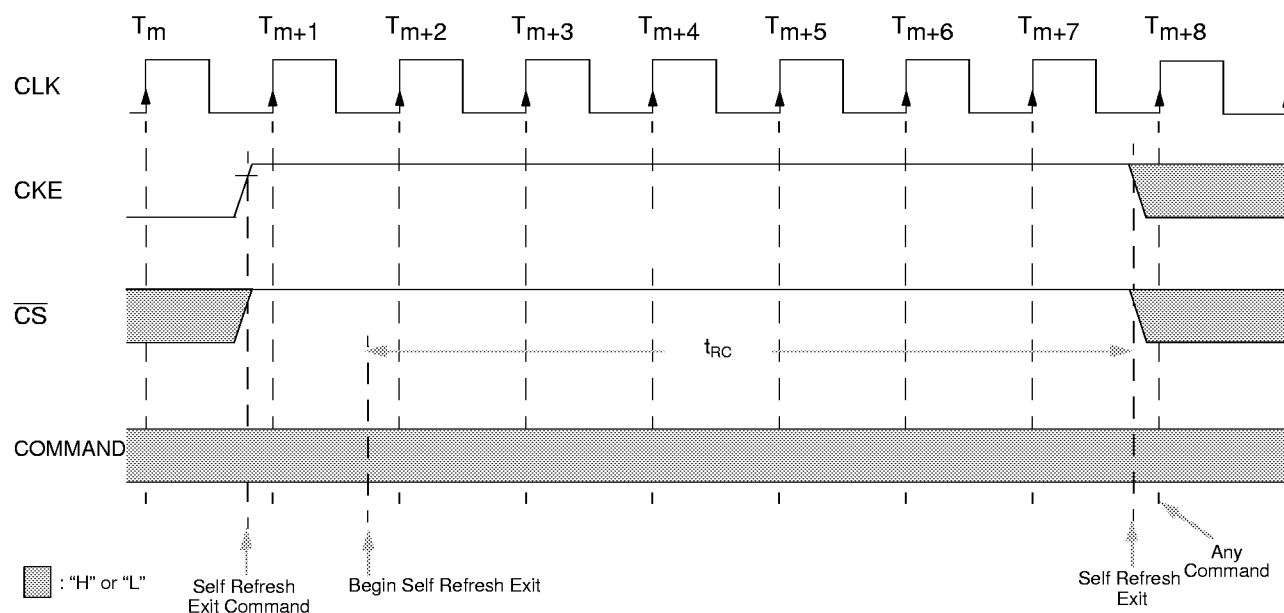 Tm Tm+1 Tm+2 Tm+3 Tm+4 Tm+5 Tm+6 Tm+7 Tm+8
CLK
CKE
CS
tRC
COMMAND
: “H” or “L”
Self Refresh
Exit Command
Begin Self Refresh Exit
Self Refresh
Exit
Any
Command